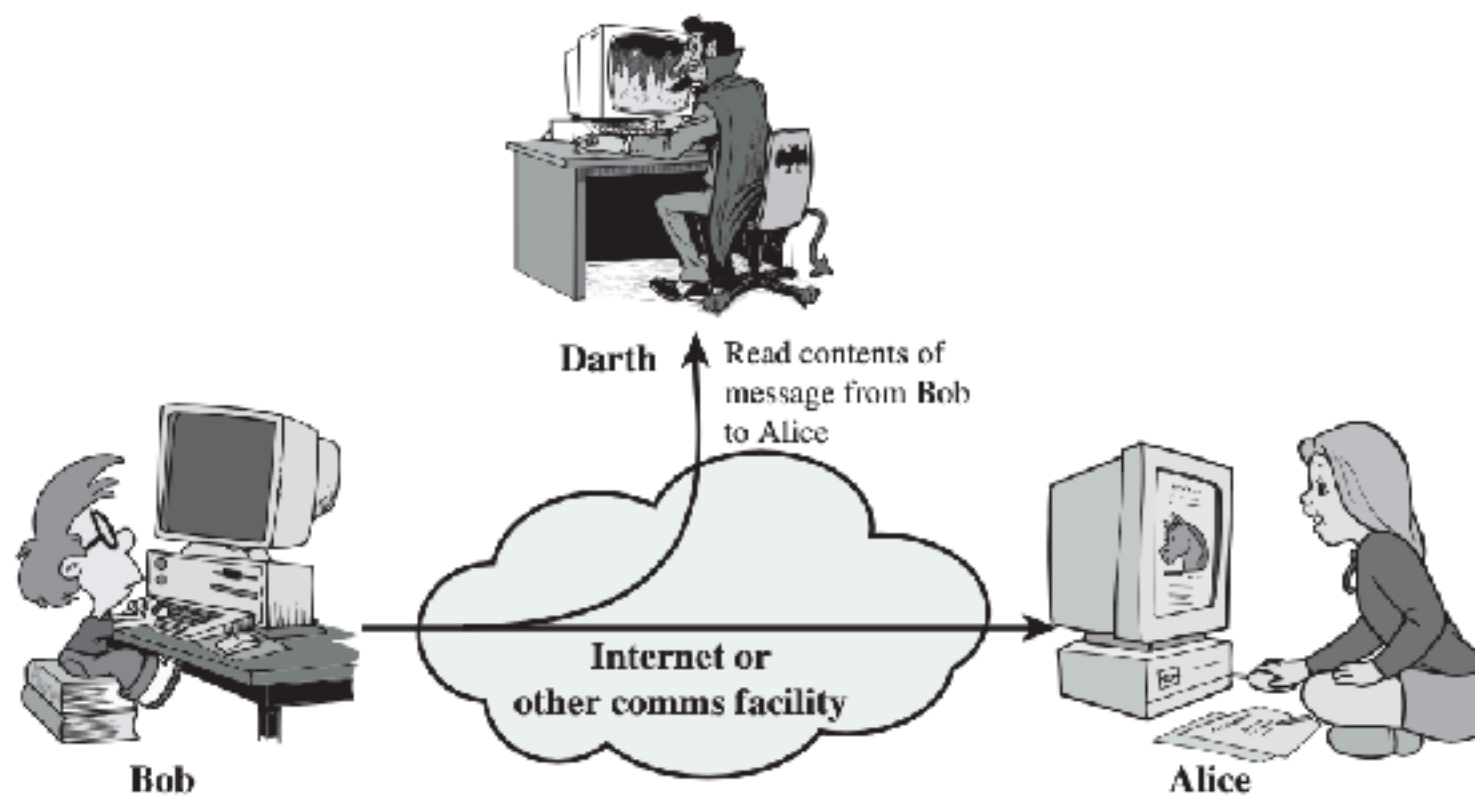 Darth
Read contents of
message from Bob
to Alice
Internet or
other comms facility
Bob
Alice